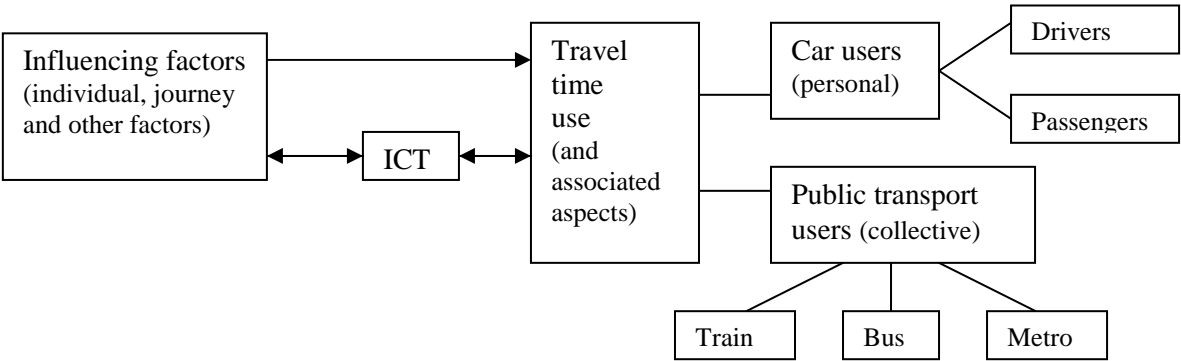 Influencing factors
(individual, journey
and other factors)
ICT
Travel
time
use
(and
associated
aspects)
Car users
(personal)
Drivers
Passengers
Public transport
users (collective)
Train
Bus
Metro